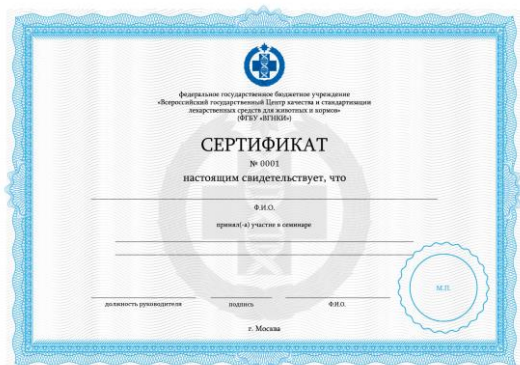 федеральное государственное бюджетное учреждение
«Всероссийский государственный Центр качества и стандартизации
лекарственных средств для животных и кормов»
(ФГБУ «ВГНКИ»)
СЕРТИФИКАТ
№ 0001
настоящим свидетельствует, что
Ф.И.О.
принял(-а) участие в семинаре
М.П.
должность руководителя подпись Ф.И.О.
г. Москва